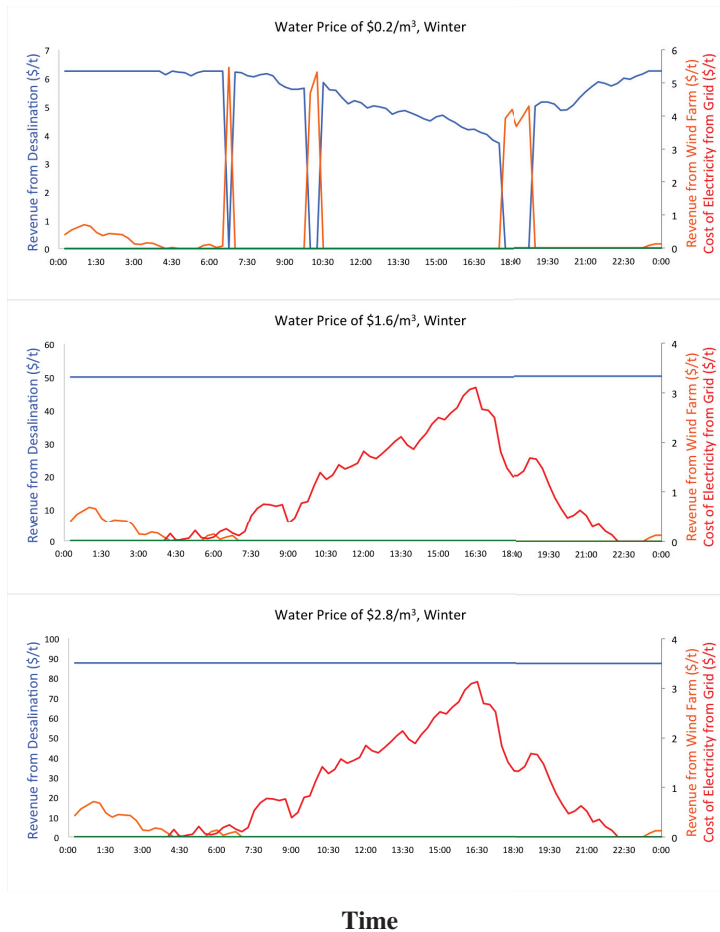 Water Price of $0.2/m³, Winter
Revenue from Desalination ($/t)
7
6
5
4
3
2
1
0
6
5
4
3
2
1
0
Revenue from Wind Farm ($/t)
Cost of Electricity from Grid ($/t)
0:00 1:30 3:00 4:30 6:00 7:30 9:00 10:30 12:00 13:30 15:00 16:30 18:00 19:30 21:00 22:30 0:00
Water Price of $1.6/m³, Winter
Revenue from Desalination ($/t)
60
50
40
30
20
10
0
4
3
2
1
0
Revenue from Wind Farm ($/t)
Cost of Electricity from Grid ($/t)
0:00 1:30 3:00 4:30 6:00 7:30 9:00 10:30 12:00 13:30 15:00 16:30 18:00 19:30 21:00 22:30 0:00
Water Price of $2.8/m³, Winter
Revenue from Desalination ($/t)
100
90
80
70
60
50
40
30
20
10
0
4
3
2
1
0
Revenue from Wind Farm ($/t)
Cost of Electricity from Grid ($/t)
0:00 1:30 3:00 4:30 6:00 7:30 9:00 10:30 12:00 13:30 15:00 16:30 18:00 19:30 21:00 22:30 0:00
Time